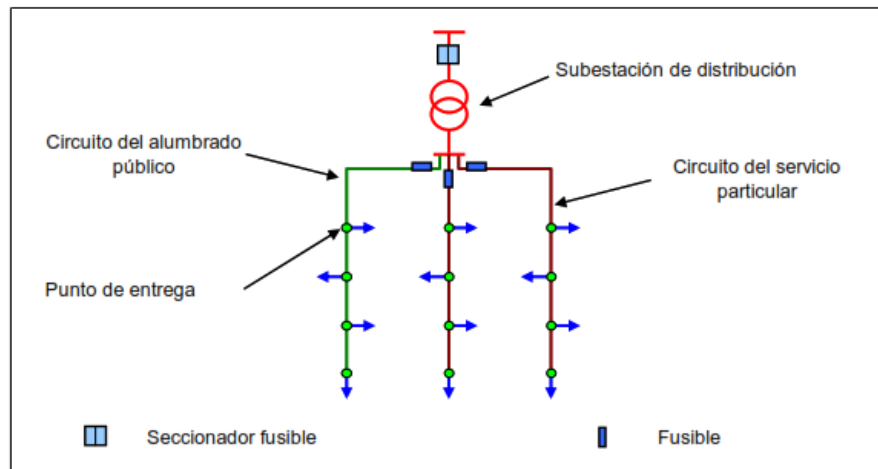 Subestación de distribución
Circuito del alumbrado
público
Circuito del servicio
particular
Punto de entrega
Seccionador fusible
Fusible